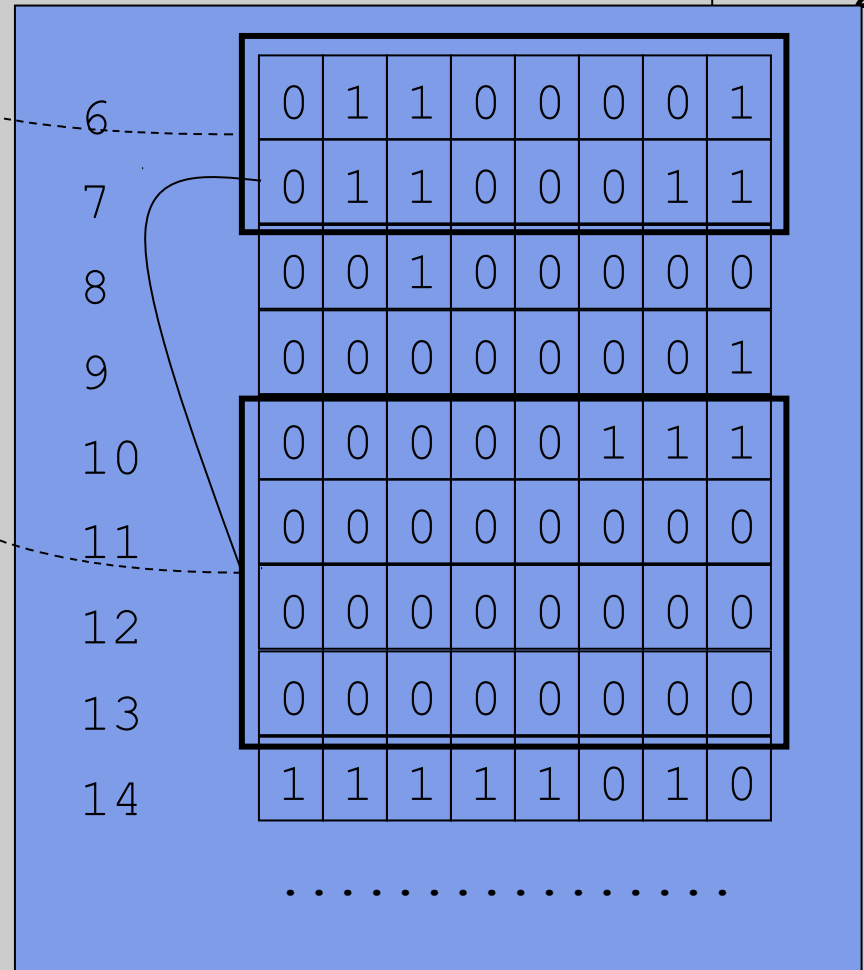 6 0 1 1 0 0 0 0 1
7 0 1 1 0 0 0 1 1
8 0 0 1 0 0 0 0 0
9 0 0 0 0 0 0 0 1
10 0 0 0 0 0 1 1 1
11 0 0 0 0 0 0 0 0
12 0 0 0 0 0 0 0 0
13 0 0 0 0 0 0 0 0
14 1 1 1 1 1 0 1 0
................